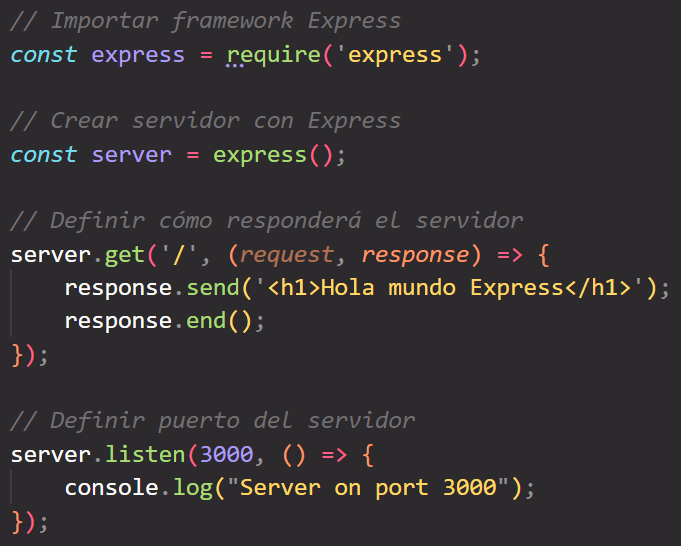 // Importar framework Express
const express = require('express');
// Crear servidor con Express
const server = express();
// Definir cómo responderá el servidor
server.get('/', (request, response) => {
    response.send('<h1>Hola mundo Express</h1>');
    response.end();
});
// Definir puerto del servidor
server.listen(3000, () => {
    console.log("Server on port 3000");
});